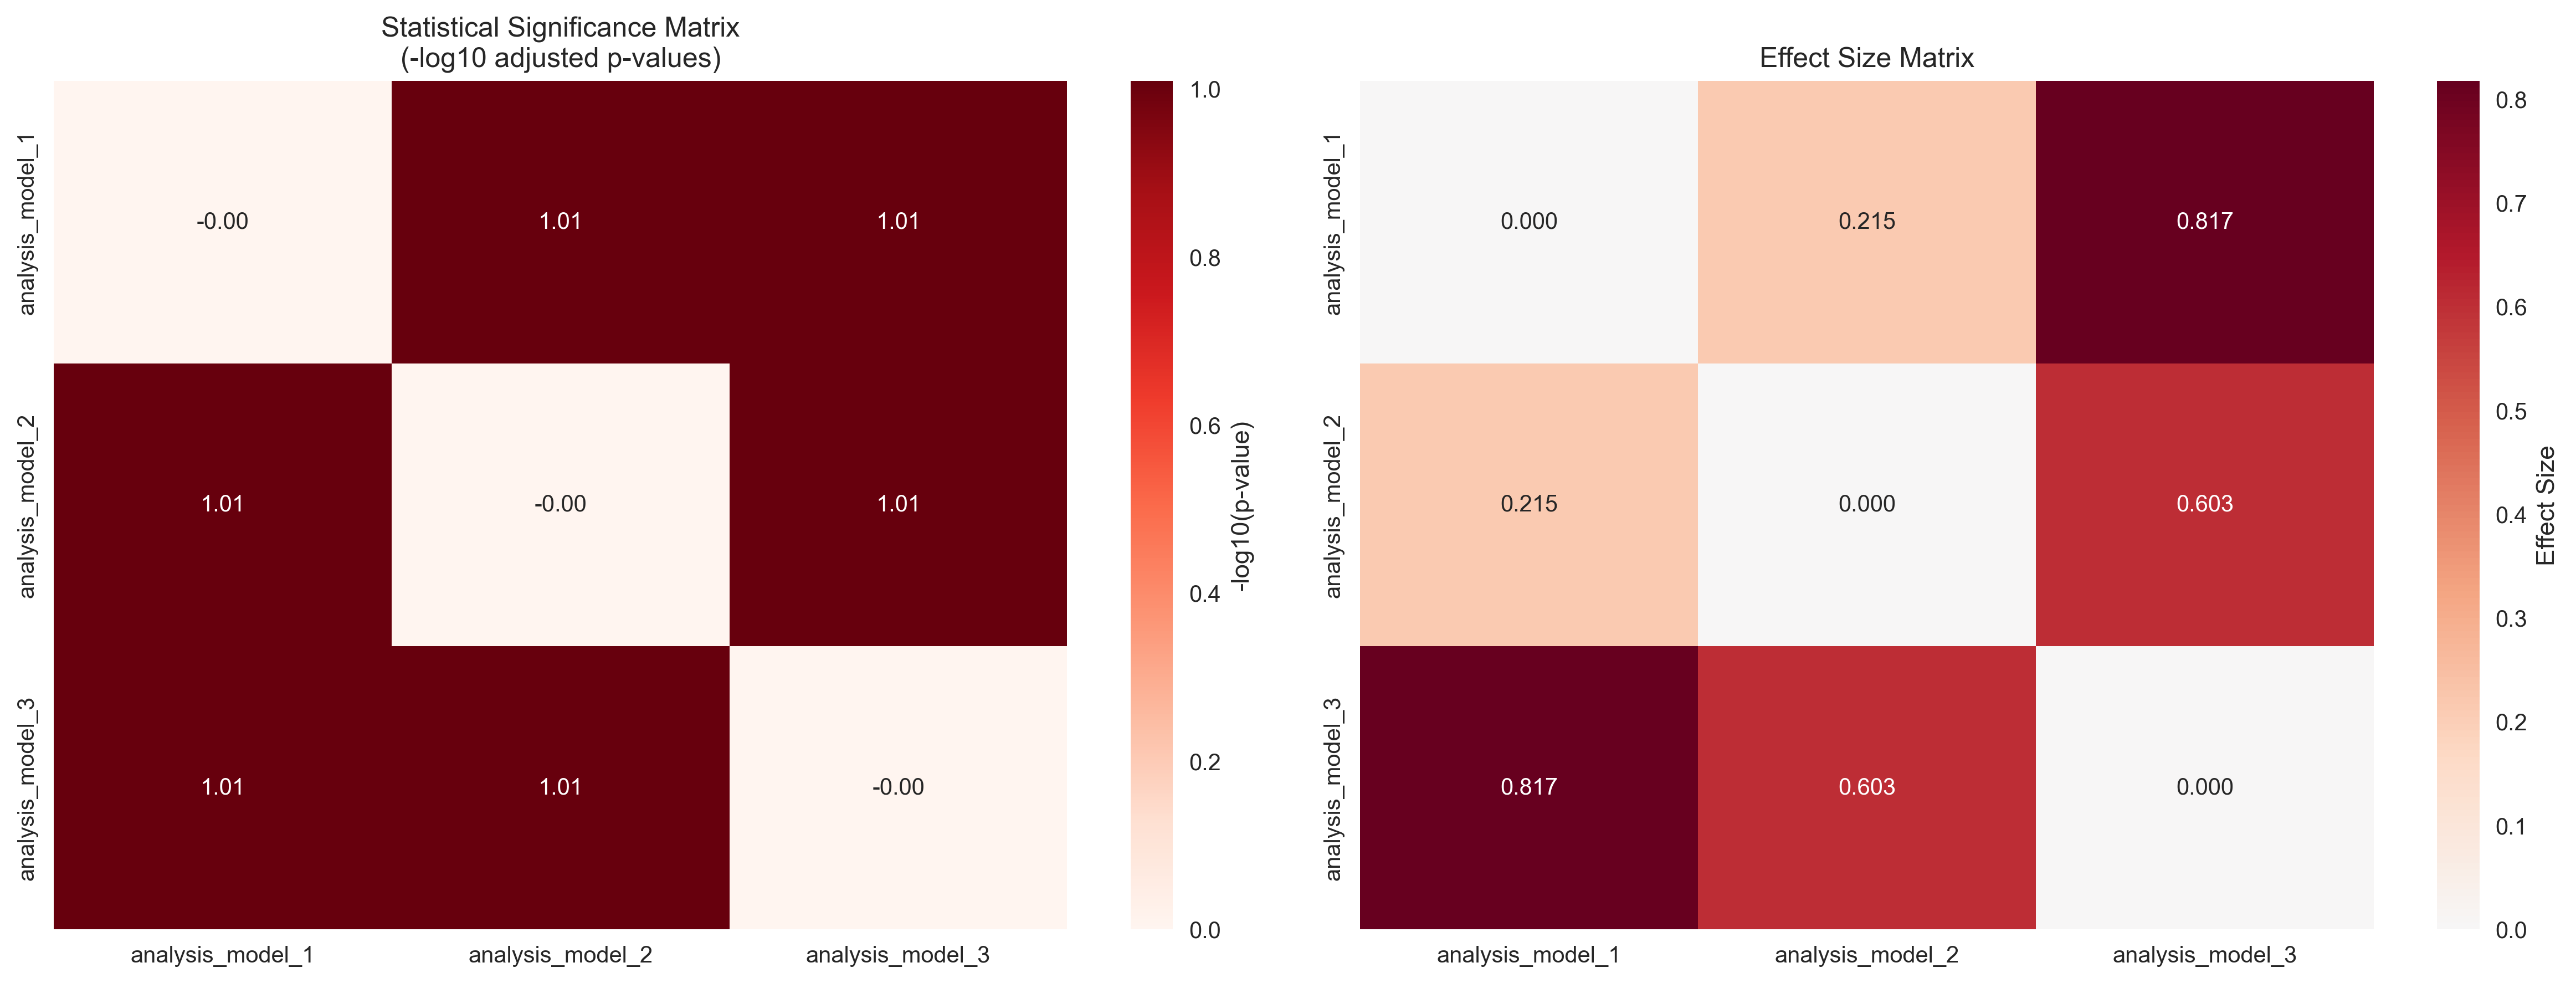 Statistical Significance Matrix
(-log10 adjusted p-values)
analysis_model_1
-0.00
1.01
1.01
analysis_model_2
1.01
-0.00
1.01
analysis_model_3
1.01
1.01
-0.00
analysis_model_1
analysis_model_2
analysis_model_3
1.0
0.8
0.6
0.4
0.2
0.0
-log10(p-value)
Effect Size Matrix
analysis_model_1
0.000
0.215
0.817
analysis_model_2
0.215
0.000
0.603
analysis_model_3
0.817
0.603
0.000
analysis_model_1
analysis_model_2
analysis_model_3
0.8
0.7
0.6
0.5
0.4
0.3
0.2
0.1
0.0
Effect Size